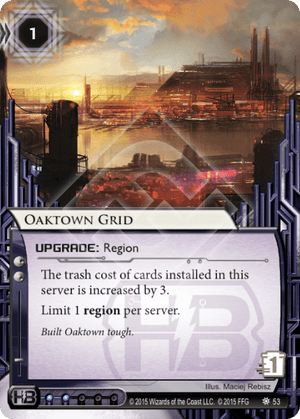 1
OAKTOWN GRID
UPGRADE: Region
The trash cost of cards installed in this
server is increased by 3.
Limit 1 region per server.
Built Oaktown tough.
1
Illus. Maciej Rebisz
HB
© 2015 Wizards of the Coast LLC. © 2015 FFG 53